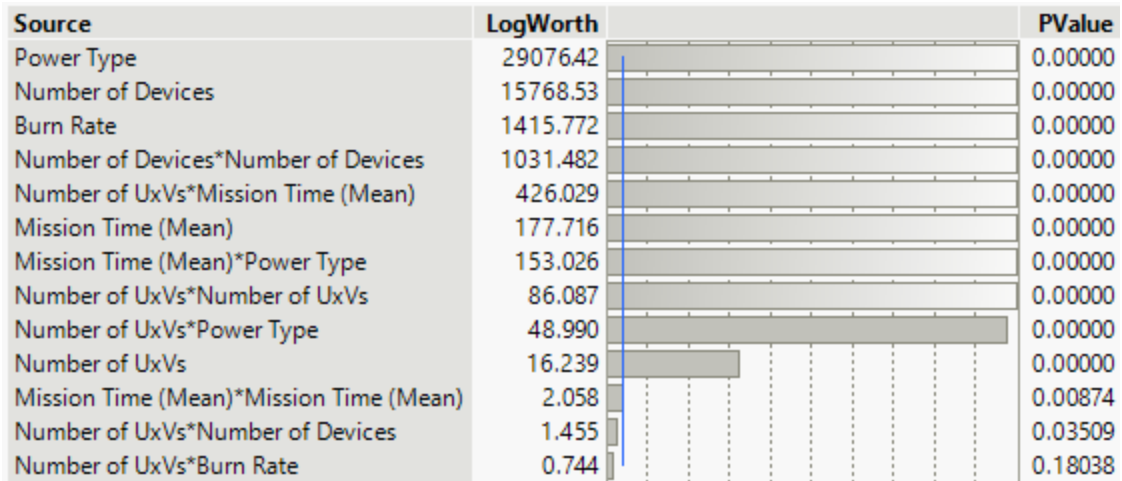 Source LogWorth PValue
Power Type 29076.42 0.00000
Number of Devices 15768.53 0.00000
Burn Rate 1415.772 0.00000
Number of Devices*Number of Devices 1031.482 0.00000
Number of UxVs*Mission Time (Mean) 426.029 0.00000
Mission Time (Mean) 177.716 0.00000
Mission Time (Mean)*Power Type 153.026 0.00000
Number of UxVs*Number of UxVs 86.087 0.00000
Number of UxVs*Power Type 48.990 0.00000
Number of UxVs 16.239 0.00000
Mission Time (Mean)*Mission Time (Mean) 2.058 0.00874
Number of UxVs*Number of Devices 1.455 0.03509
Number of UxVs*Burn Rate 0.744 0.18038